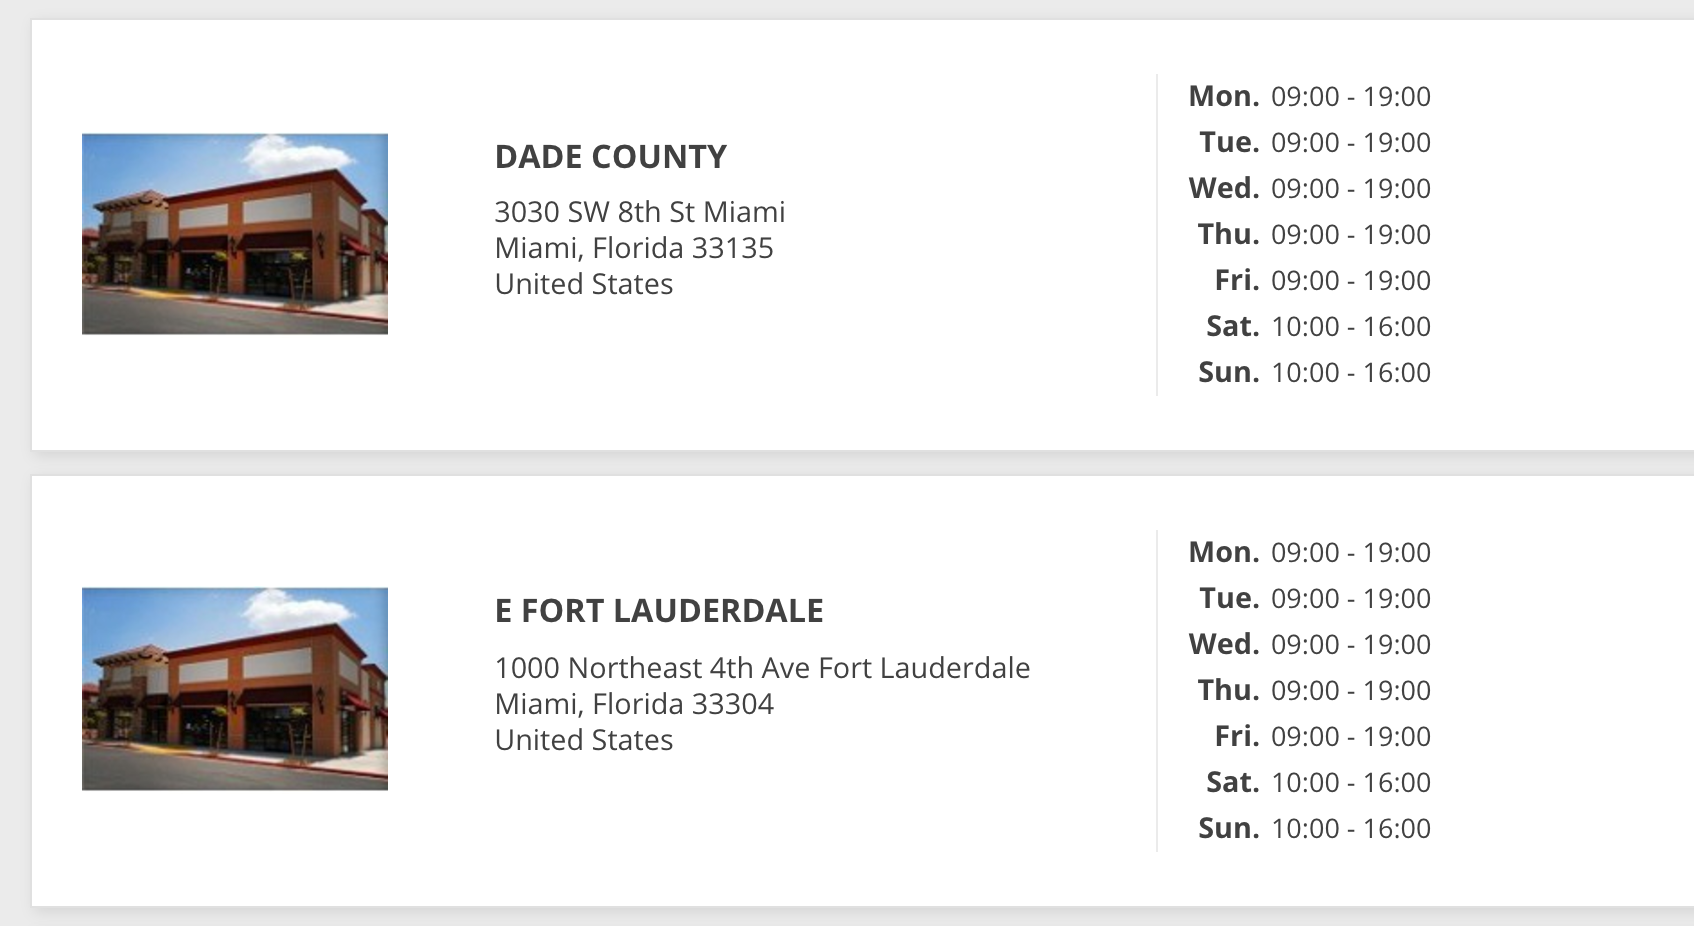 DADE COUNTY
3030 SW 8th St Miami
Miami, Florida 33135
United States
Mon. 09:00 - 19:00
Tue. 09:00 - 19:00
Wed. 09:00 - 19:00
Thu. 09:00 - 19:00
Fri. 09:00 - 19:00
Sat. 10:00 - 16:00
Sun. 10:00 - 16:00
E FORT LAUDERDALE
1000 Northeast 4th Ave Fort Lauderdale
Miami, Florida 33304
United States
Mon. 09:00 - 19:00
Tue. 09:00 - 19:00
Wed. 09:00 - 19:00
Thu. 09:00 - 19:00
Fri. 09:00 - 19:00
Sat. 10:00 - 16:00
Sun. 10:00 - 16:00